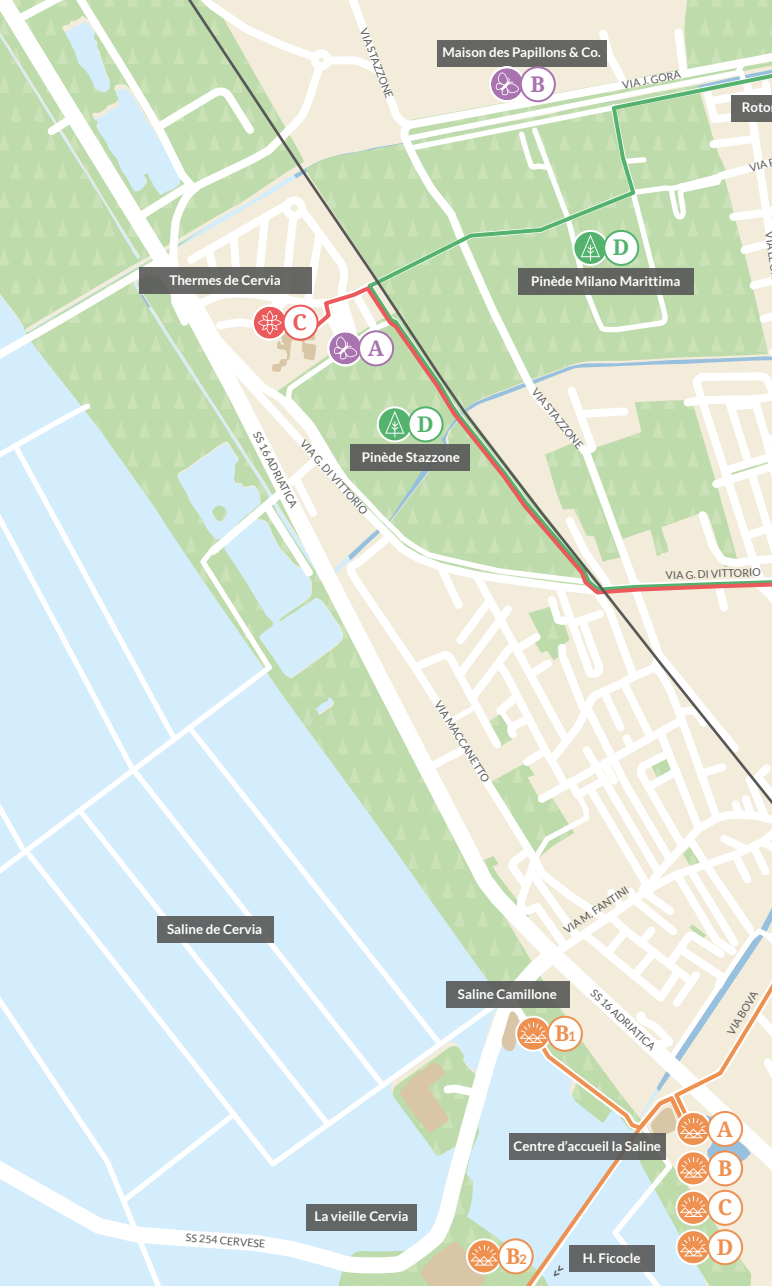 VIA STAZZONE
Maison des Papillons & Co.
B
VIA J. GORA
VIA
Thermes de Cervia
C
A
D
Pinède Milano Marittima
D
Pinède Stazzone
VIA STAZZONE
SS 16 ADRIATICA
VIA G. DI VITTORIO
VIA G. DI VITTORIO
VIA MACCANETTO
VIA M. FANTINI
Saline de Cervia
Saline Camillone
B1
SS 16 ADRIATICA
VIA BOVA
Centre d'accueil la Saline
A
B
C
D
La vieille Cervia
SS 254 CERVESE
B2
H. Ficocle